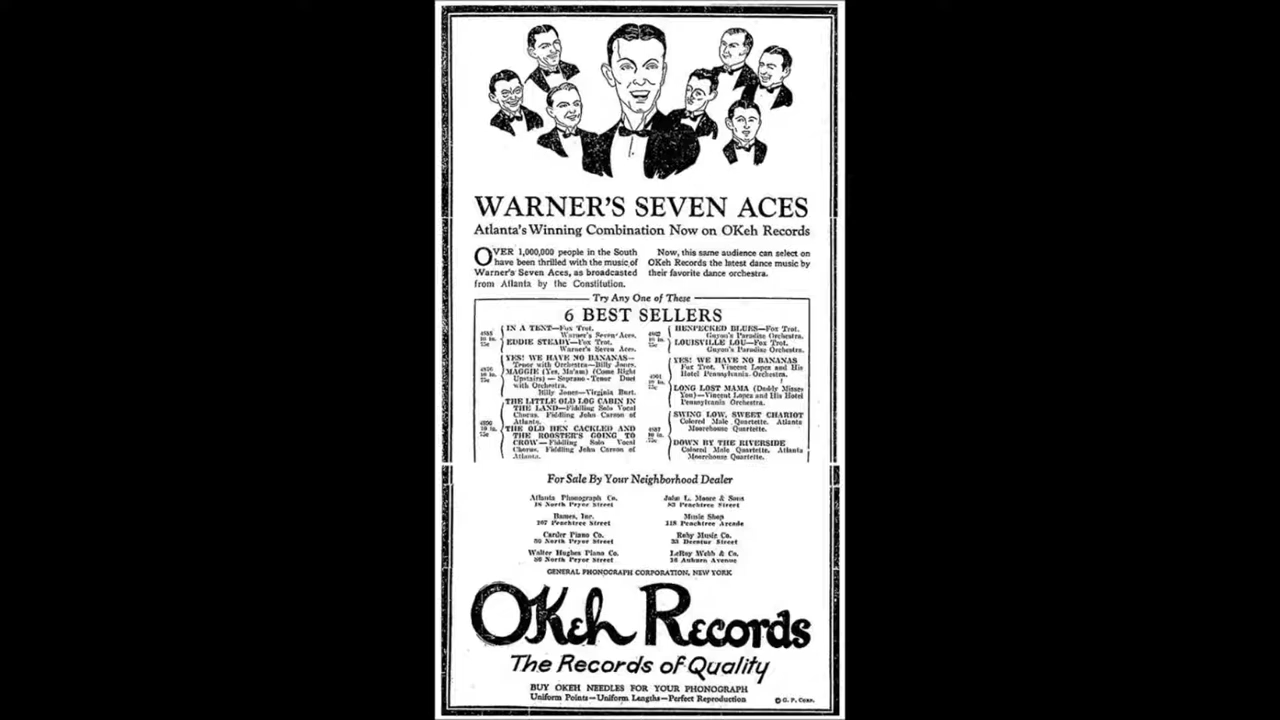 WARNER'S SEVEN ACES
Atlanta's Winning Combination Now on OKeh Records
OVER 1,000,000 people in the South
have been thrilled with the music of
Warner's Seven Aces, as broadcasted
from Atlanta by the Constitution.
Now, this same audience can select on
OKeh Records the latest dance music by
their favorite dance orchestra.
Try Any One of These
6 BEST SELLERS
IN A TENT—Fox Trot.
Warner's Seven Aces.
EDDIE STEADY—Fox Trot.
Warner's Seven Aces.
YES! WE HAVE NO BANANAS—
Tenor with Orchestra—Billy Jones.
MAGGIE (Yes, Ma'am) (Come Right
Upstairs) — Soprano-Tenor Duet
with Orchestra.
Billy Jones—Virginia Burt.
THE LITTLE OLD LOG CABIN IN
THE LAND—Fiddling Solo Vocal
Chorus. Fiddling John Carson of
Atlanta.
THE OLD HEN CACKLED AND
THE ROOSTER'S GOING TO
CROW—Fiddling Solo Vocal
Chorus. Fiddling John Carson of
Atlanta.
10 in.
75c
HENPECKED BLUES—Fox Trot.
Guyon's Paradise Orchestra.
LOUISVILLE LOU—Fox Trot.
Guyon's Paradise Orchestra.
YES! WE HAVE NO BANANAS
Fox Trot. Vincent Lopez and His
Hotel Pennsylvania Orchestra.
LONG LOST MAMA (Daddy Misses
You)—Vincent Lopez and His Hotel
Pennsylvania Orchestra.
SWING LOW, SWEET CHARIOT
Colored Male Quartette. Atlanta
Moorehouse Quartette.
DOWN BY THE RIVERSIDE
Colored Male Quartette. Atlanta
Moorehouse Quartette.
For Sale By Your Neighborhood Dealer
Atlanta Phonograph Co.
North Pryor Street
Bames, Inc.
107 Peachtree Street
Carder Piano Co.
North Pryor Street
Walter Hughes Piano Co.
North Pryor Street
John L. Moore & Sons
Peachtree Street
Music Shop
Peachtree Arcade
Ruby Music Co.
Decatur Street
LeRoy Webb & Co.
Auburn Avenue
GENERAL PHONOGRAPH CORPORATION, NEW YORK
OKeh Records
The Records of Quality
BUY OKEH NEEDLES FOR YOUR PHONOGRAPH
Uniform Points—Uniform Lengths—Perfect Reproduction
© G. P. Corp.